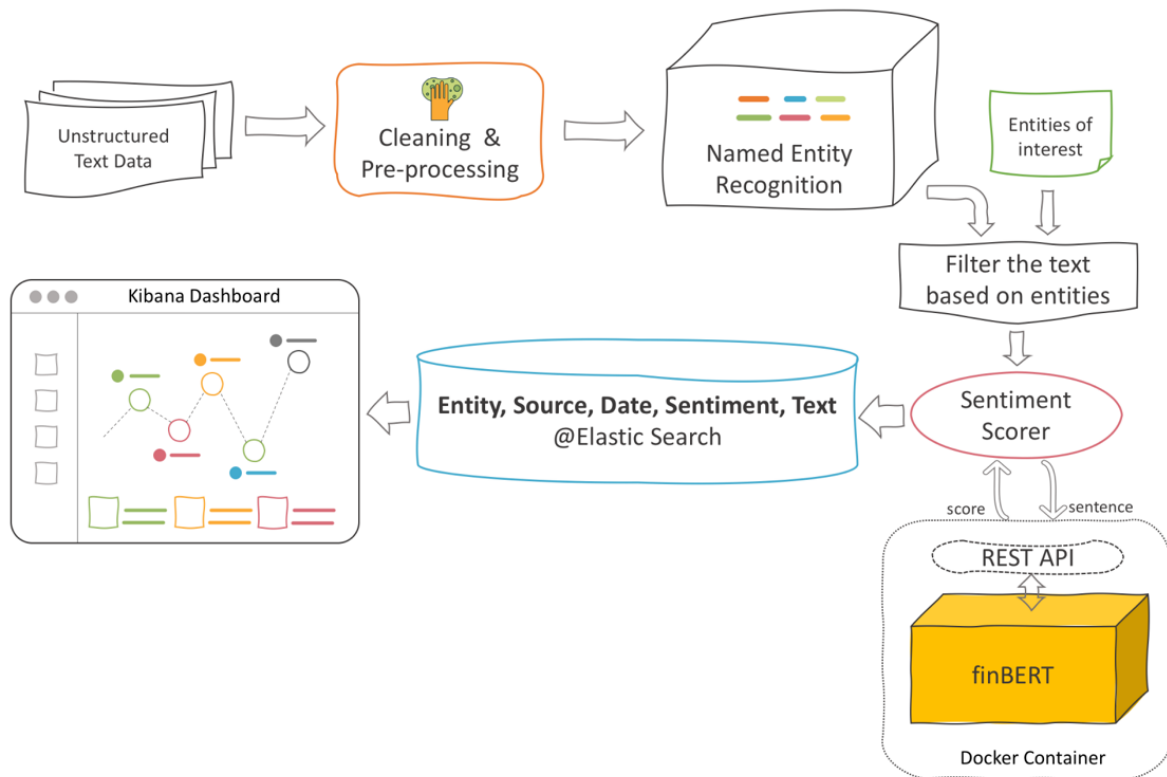 Unstructured
Text Data
Cleaning &
Pre-processing
Named Entity
Recognition
Entities of
interest
Filter the text
based on entities
Kibana Dashboard
Entity, Source, Date, Sentiment, Text
@Elastic Search
Sentiment
Scorer
score
sentence
REST API
finBERT
Docker Container